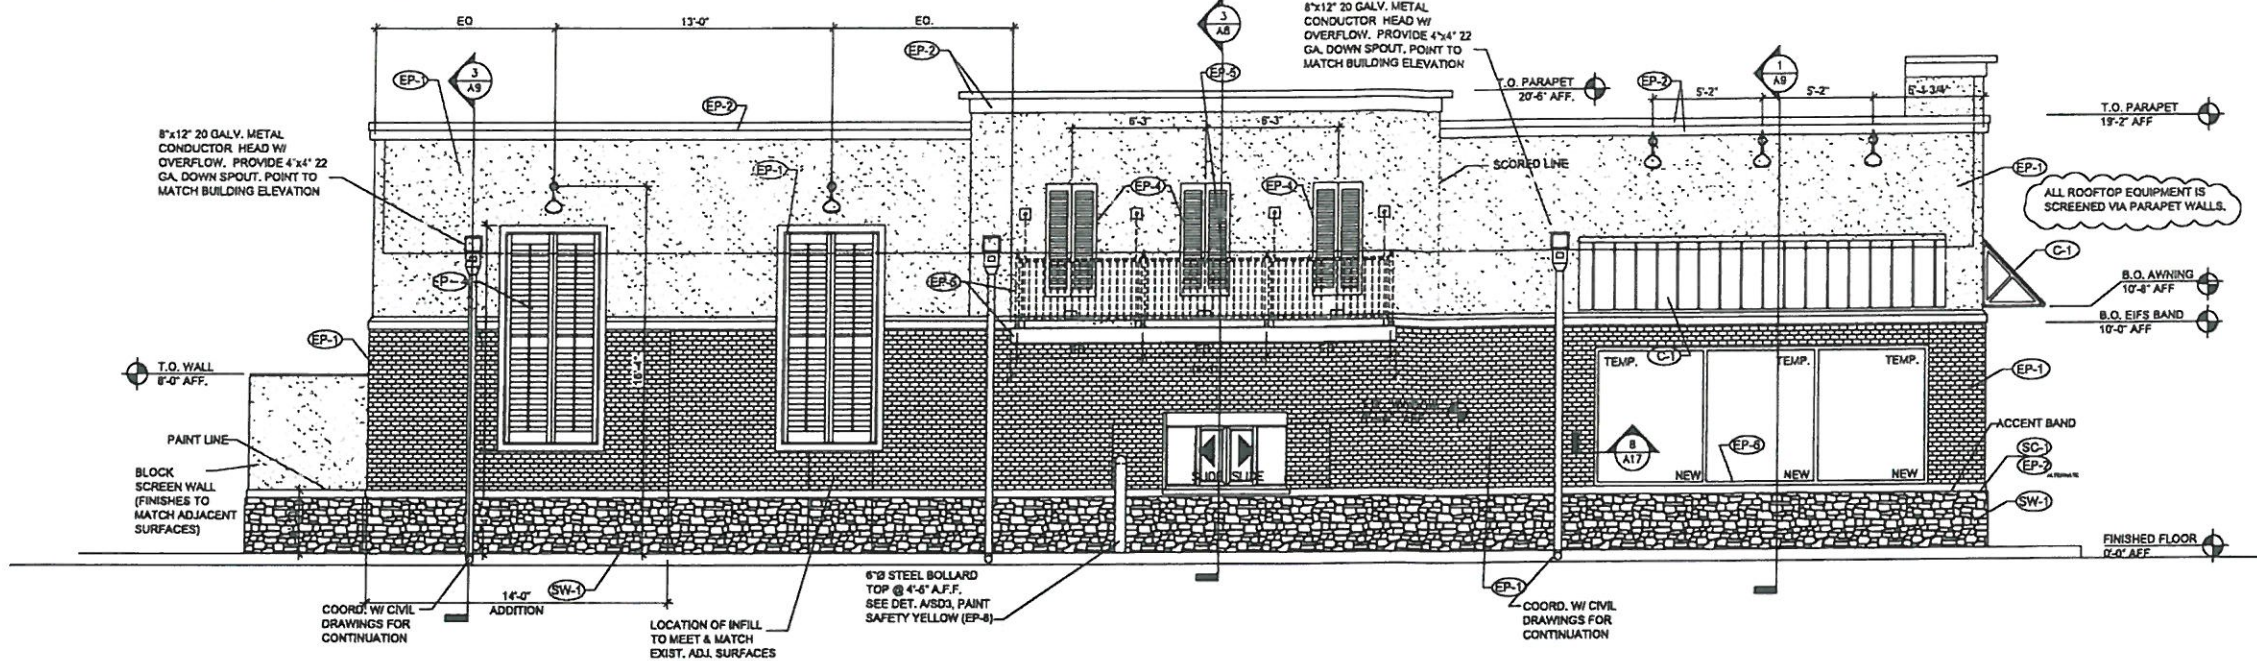 EQ
13'-0"
EQ.
3
A8
8"x12" 20 GALV. METAL
CONDUCTOR HEAD W/
OVERFLOW. PROVIDE 4"x4" 22
GA. DOWN SPOUT. POINT TO
MATCH BUILDING ELEVATION
EP-2
EP-1
3
A9
EP-2
EP-5
T.O. PARAPET
20'-6" AFF.
EP-2
1
A9
5'-2"
5'-2"
T.O. PARAPET
19'-2" AFF
8"x12" 20 GALV. METAL
CONDUCTOR HEAD W/
OVERFLOW. PROVIDE 4"x4" 22
GA. DOWN SPOUT. POINT TO
MATCH BUILDING ELEVATION
6'-3"
6'-3"
EP-1
EP-4
EP-4
SCORED LINE
EP-1
ALL ROOFTOP EQUIPMENT IS
SCREENED VIA PARAPET WALLS.
C-1
B.O. AWNING
10'-8" AFF
B.O. EIFS BAND
10'-0" AFF
EP-5
EP-1
T.O. WALL
8'-0" AFF.
16'-4"
TEMP.
C-1
TEMP.
TEMP.
EP-1
PAINT LINE
BLOCK
SCREEN WALL
(FINISHES TO
MATCH ADJACENT
SURFACES)
SLIDE
SLIDE
8
A17
EP-6
NEW
NEW
NEW
ACCENT BAND
SC-1
EP-2
ALTERNATE
SW-1
FINISHED FLOOR
0'-0" AFF
14'-0"
ADDITION
SW-1
COORD. W/ CIVIL
DRAWINGS FOR
CONTINUATION
LOCATION OF INFILL
TO MEET & MATCH
EXIST. ADJ. SURFACES
6"Ø STEEL BOLLARD
TOP @ 4'-6" A.F.F.
SEE DET. A/SD3, PAINT
SAFETY YELLOW (EP-8)
EP-1
COORD. W/ CIVIL
DRAWINGS FOR
CONTINUATION